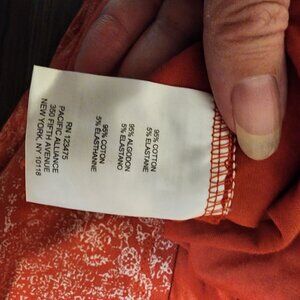 95% COTTON
5% ELASTANE
95% ALGODON
5% ELASTANO
95% COTON
5% ÉLASTHANNE
RN 123475
PACIFIC ALLIANCE
350 FIFTH AVENUE
NEW YORK, NY 10118